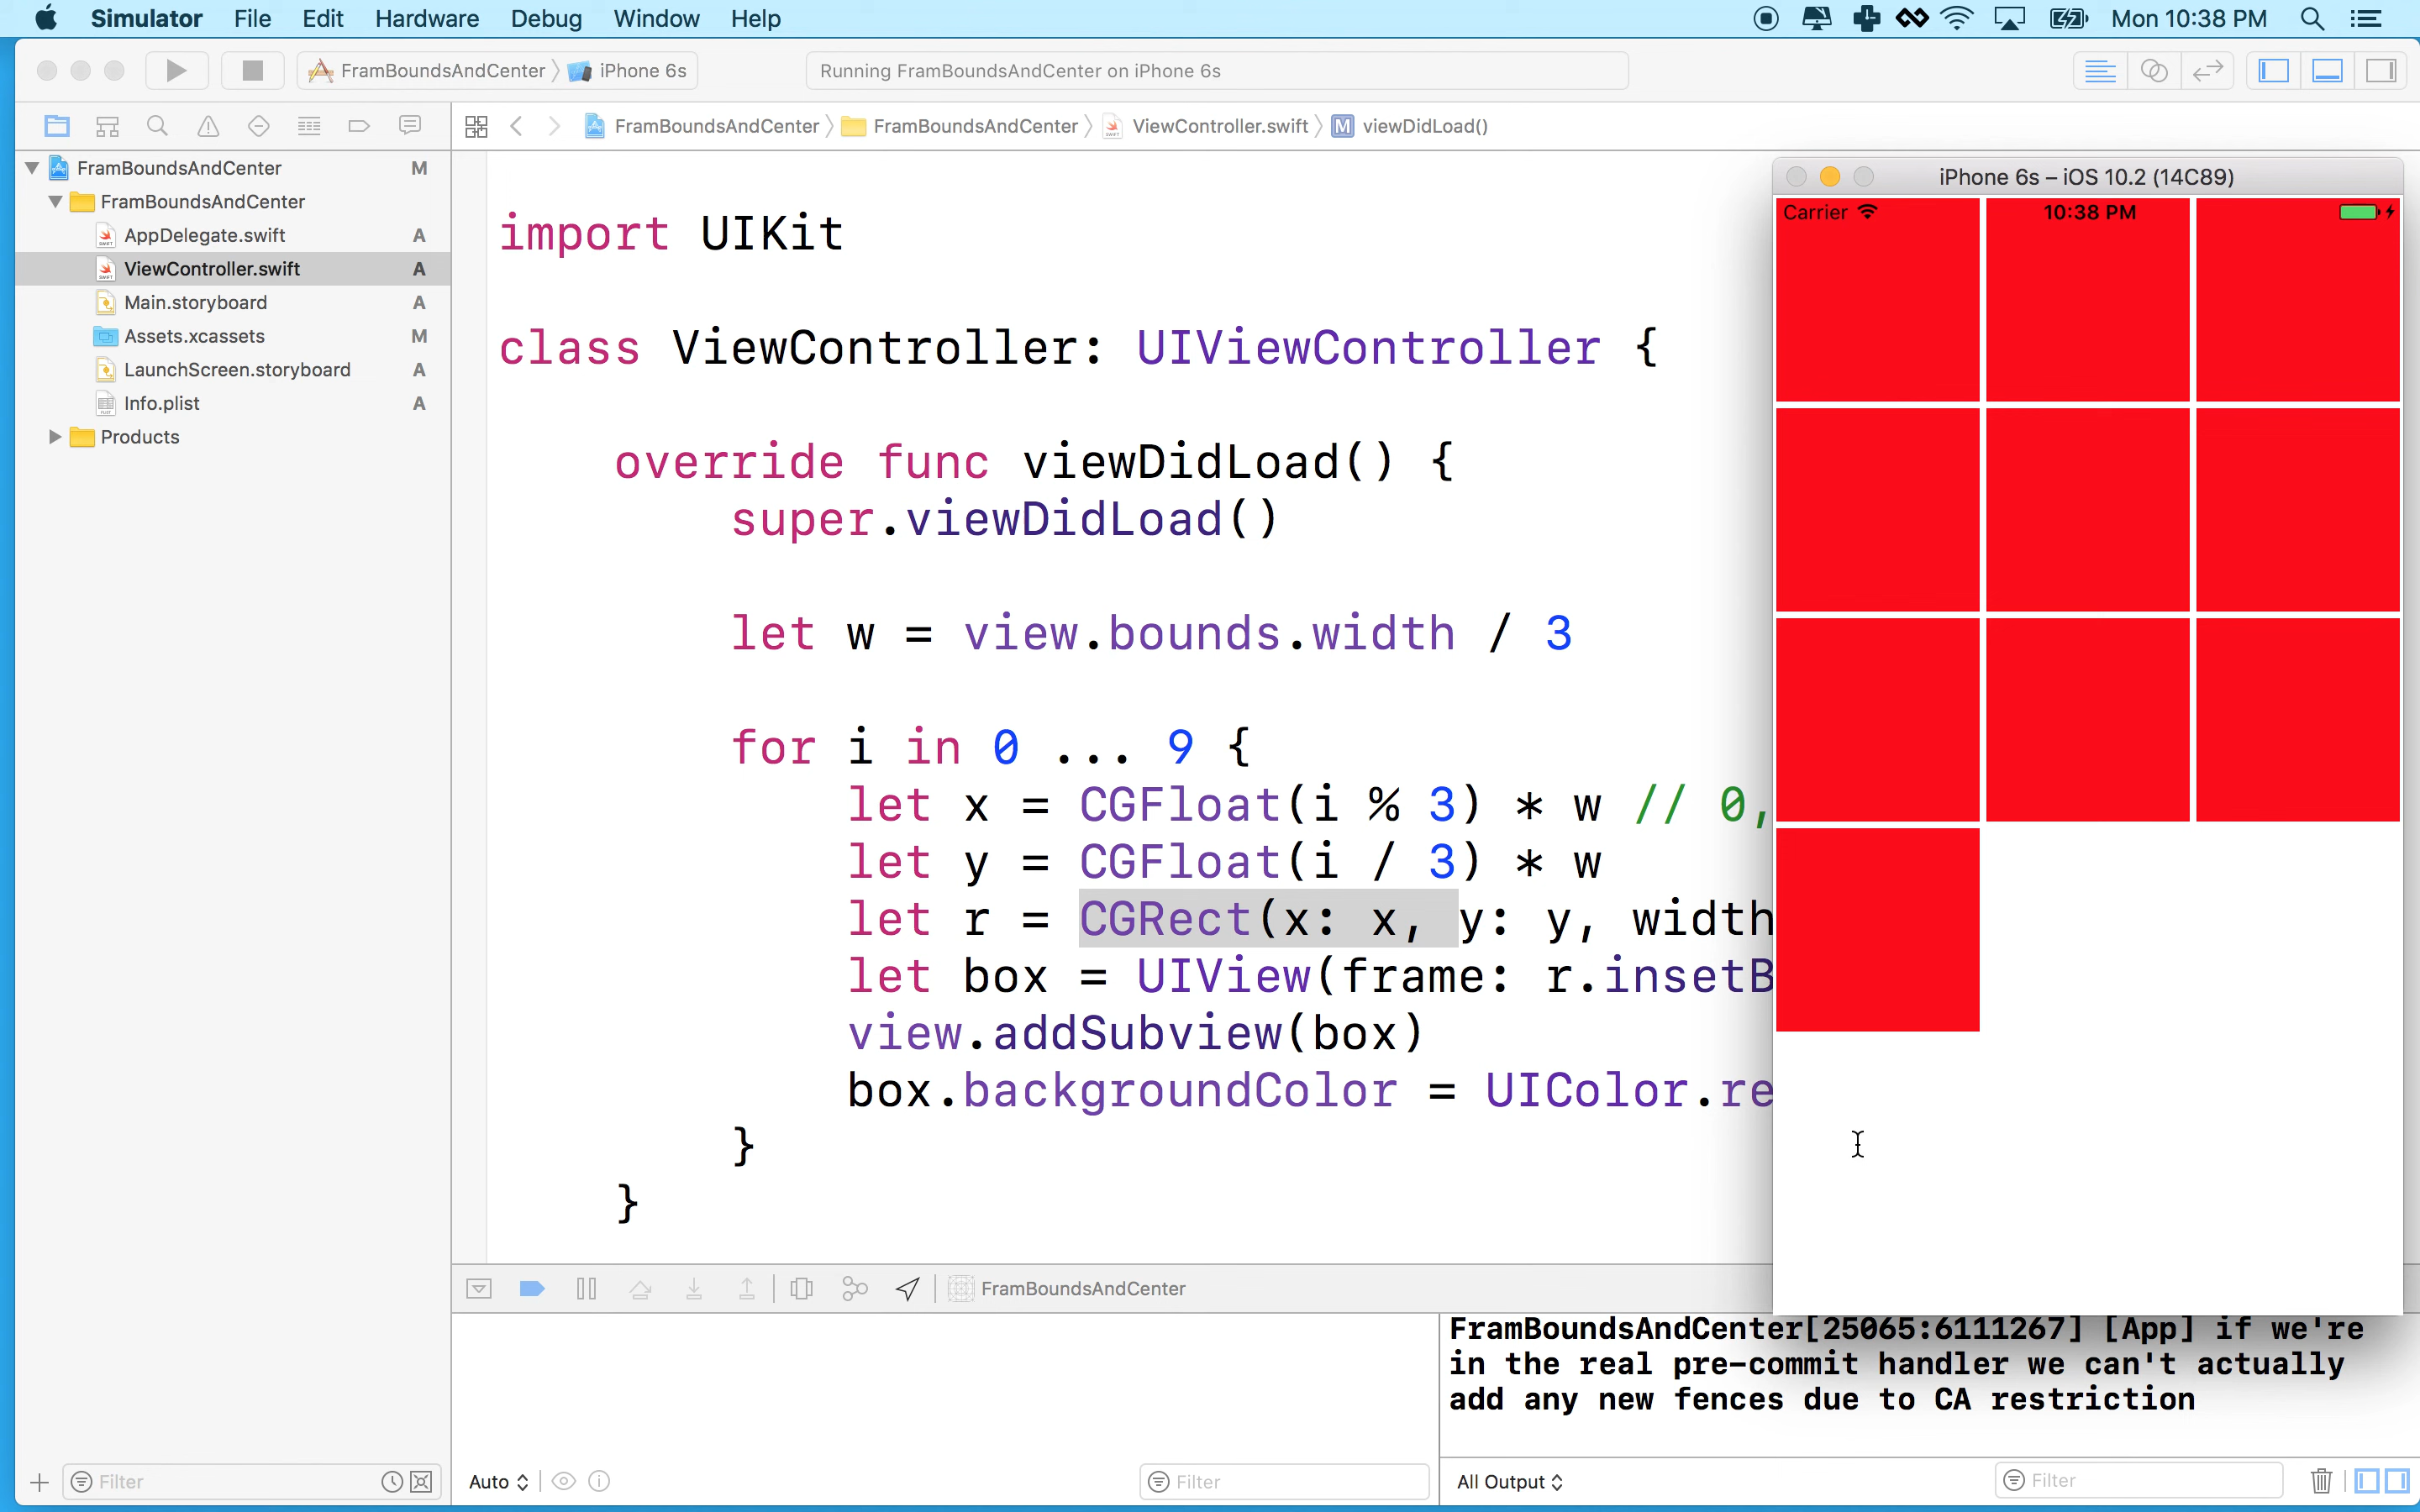 Simulator File Edit Hardware Debug Window Help Mon 10:38 PM
FramBoundsAndCenter iPhone 6s Running FramBoundsAndCenter on iPhone 6s
FramBoundsAndCenter FramBoundsAndCenter ViewController.swift M viewDidLoad()
FramBoundsAndCenter M
FramBoundsAndCenter
AppDelegate.swift A
ViewController.swift A
Main.storyboard A
Assets.xcassets M
LaunchScreen.storyboard A
Info.plist A
Products
import UIKit
class ViewController: UIViewController {
override func viewDidLoad() {
super.viewDidLoad()
let w = view.bounds.width / 3
for i in 0 ... 9 {
let x = CGFloat(i % 3) * w // 0,
let y = CGFloat(i / 3) * w
let r = CGRect(x: x, y: y, width
let box = UIView(frame: r.insetB
view.addSubview(box)
box.backgroundColor = UIColor.re
}
}
iPhone 6s – iOS 10.2 (14C89)
Carrier 10:38 PM
FramBoundsAndCenter
FramBoundsAndCenter[25065:6111267] [App] if we're
in the real pre-commit handler we can't actually
add any new fences due to CA restriction
Filter Auto Filter All Output Filter